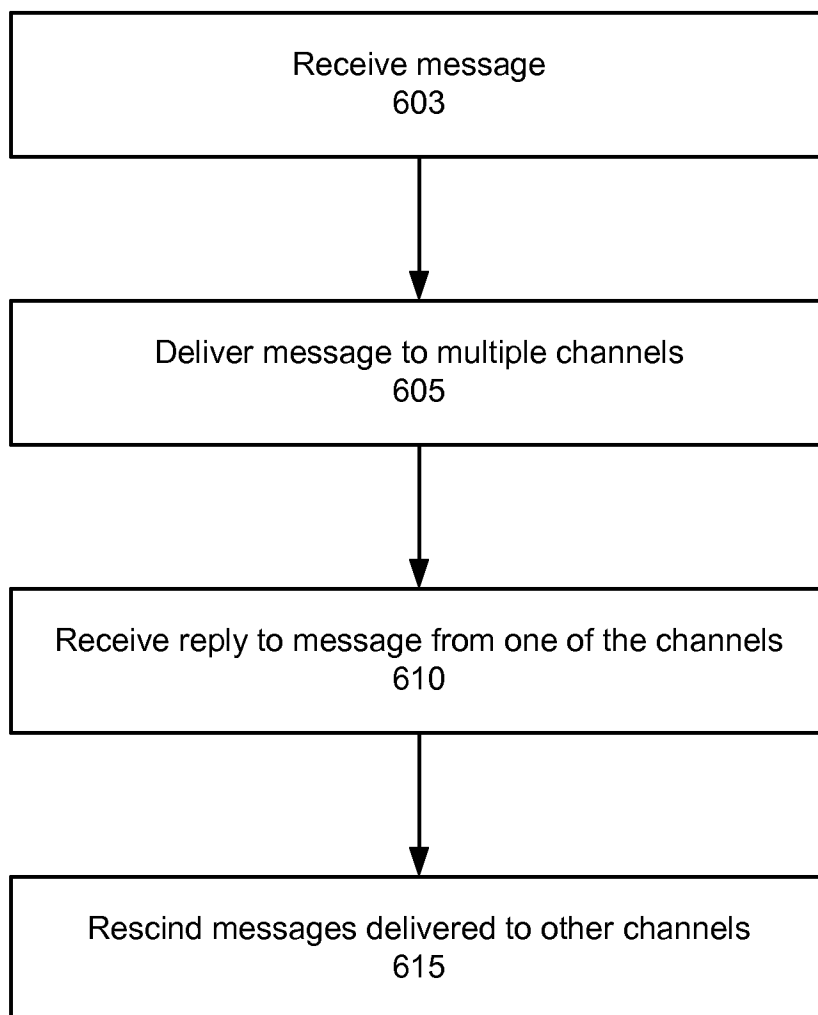 Receive message
603
Deliver message to multiple channels
605
Receive reply to message from one of the channels
610
Rescind messages delivered to other channels
615